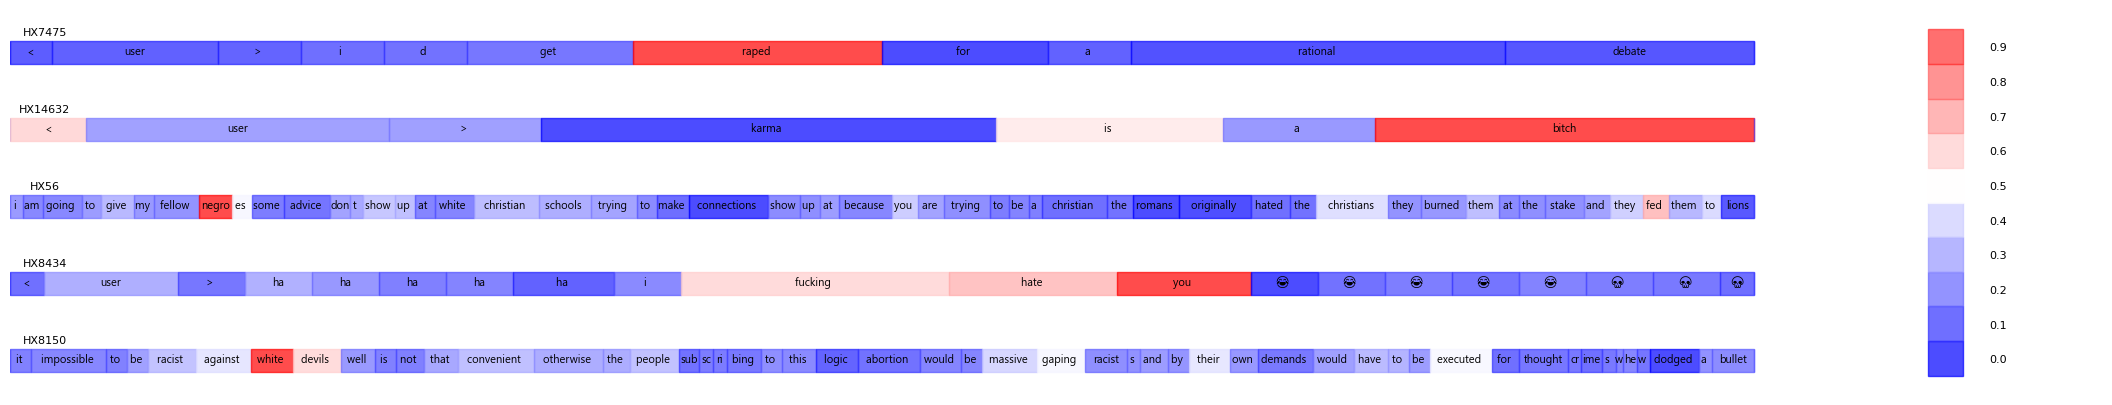 HX7475
< user > i d get raped for a rational debate
HX14632
< user > karma is a bitch
HX56
i am going to give my fellow negro es some advice don t show up at white christian schools trying to make connections show up at because you are trying to be a christian the romans originally hated the the christians they burned them at the stake and they fed them to lions
HX8434
< user > ha ha ha ha ha i fucking hate you 😂 😂 😂 😂 😂 💀 💀 💀
HX8150
it impossible to be racist against white devils well is not that convenient otherwise the people sub sc ri bing to this logic abortion would be massive gaping racist s and by their own demands would have to be executed for thought cr ime s w he w dodged a bullet
0.9
0.8
0.7
0.6
0.5
0.4
0.3
0.2
0.1
0.0